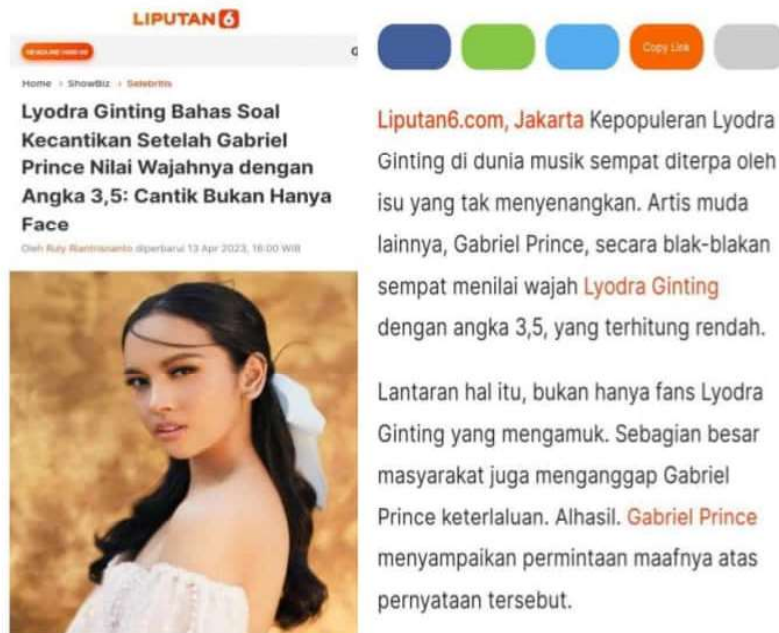 LIPUTAN 6
Home > ShowBiz > Selebritis
Lyodra Ginting Bahas Soal
Kecantikan Setelah Gabriel
Prince Nilai Wajahnya dengan
Angka 3,5: Cantik Bukan Hanya
Face
Oleh Ruly Riantrisnanto diperbarui 13 Apr 2023, 16:00 WIB
Copy Link
Liputan6.com, Jakarta Kepopuleran Lyodra
Ginting di dunia musik sempat diterpa oleh
isu yang tak menyenangkan. Artis muda
lainnya, Gabriel Prince, secara blak-blakan
sempat menilai wajah Lyodra Ginting
dengan angka 3,5, yang terhitung rendah.
Lantaran hal itu, bukan hanya fans Lyodra
Ginting yang mengamuk. Sebagian besar
masyarakat juga menganggap Gabriel
Prince keterlaluan. Alhasil. Gabriel Prince
menyampaikan permintaan maafnya atas
pernyataan tersebut.